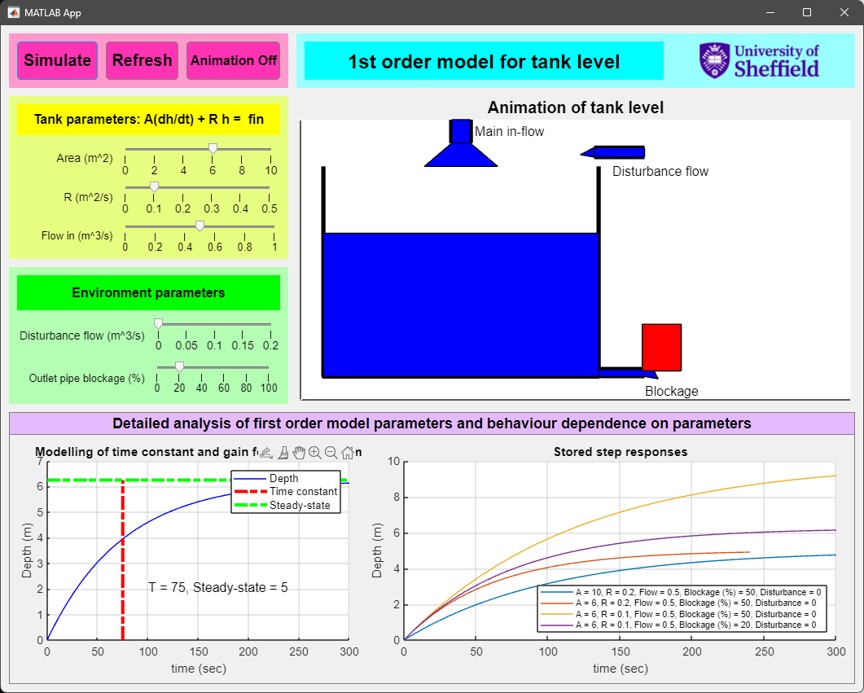 MATLAB App
Simulate
Refresh
Animation Off
1st order model for tank level
University of
Sheffield
Tank parameters: A(dh/dt) + R h = fin
Area (m^2)
0 2 4 6 8 10
R (m^2/s)
0 0.1 0.2 0.3 0.4 0.5
Flow in (m^3/s)
0 0.2 0.4 0.6 0.8 1
Environment parameters
Disturbance flow (m^3/s)
0 0.05 0.1 0.15 0.2
Outlet pipe blockage (%)
0 20 40 60 80 100
Animation of tank level
Main in-flow
Disturbance flow
Blockage
Detailed analysis of first order model parameters and behaviour dependence on parameters
Modelling of time constant and gain
7
6
5
4
3
2
1
0
Depth (m)
Depth
Time constant
Steady-state
T = 75, Steady-state = 5
0 50 100 150 200 250 300
time (sec)
Stored step responses
10
8
6
4
2
0
Depth (m)
A = 10, R = 0.2, Flow = 0.5, Blockage (%) = 50, Disturbance = 0
A = 6, R = 0.2, Flow = 0.5, Blockage (%) = 50, Disturbance = 0
A = 6, R = 0.1, Flow = 0.5, Blockage (%) = 50, Disturbance = 0
A = 6, R = 0.1, Flow = 0.5, Blockage (%) = 20, Disturbance = 0
0 50 100 150 200 250 300
time (sec)